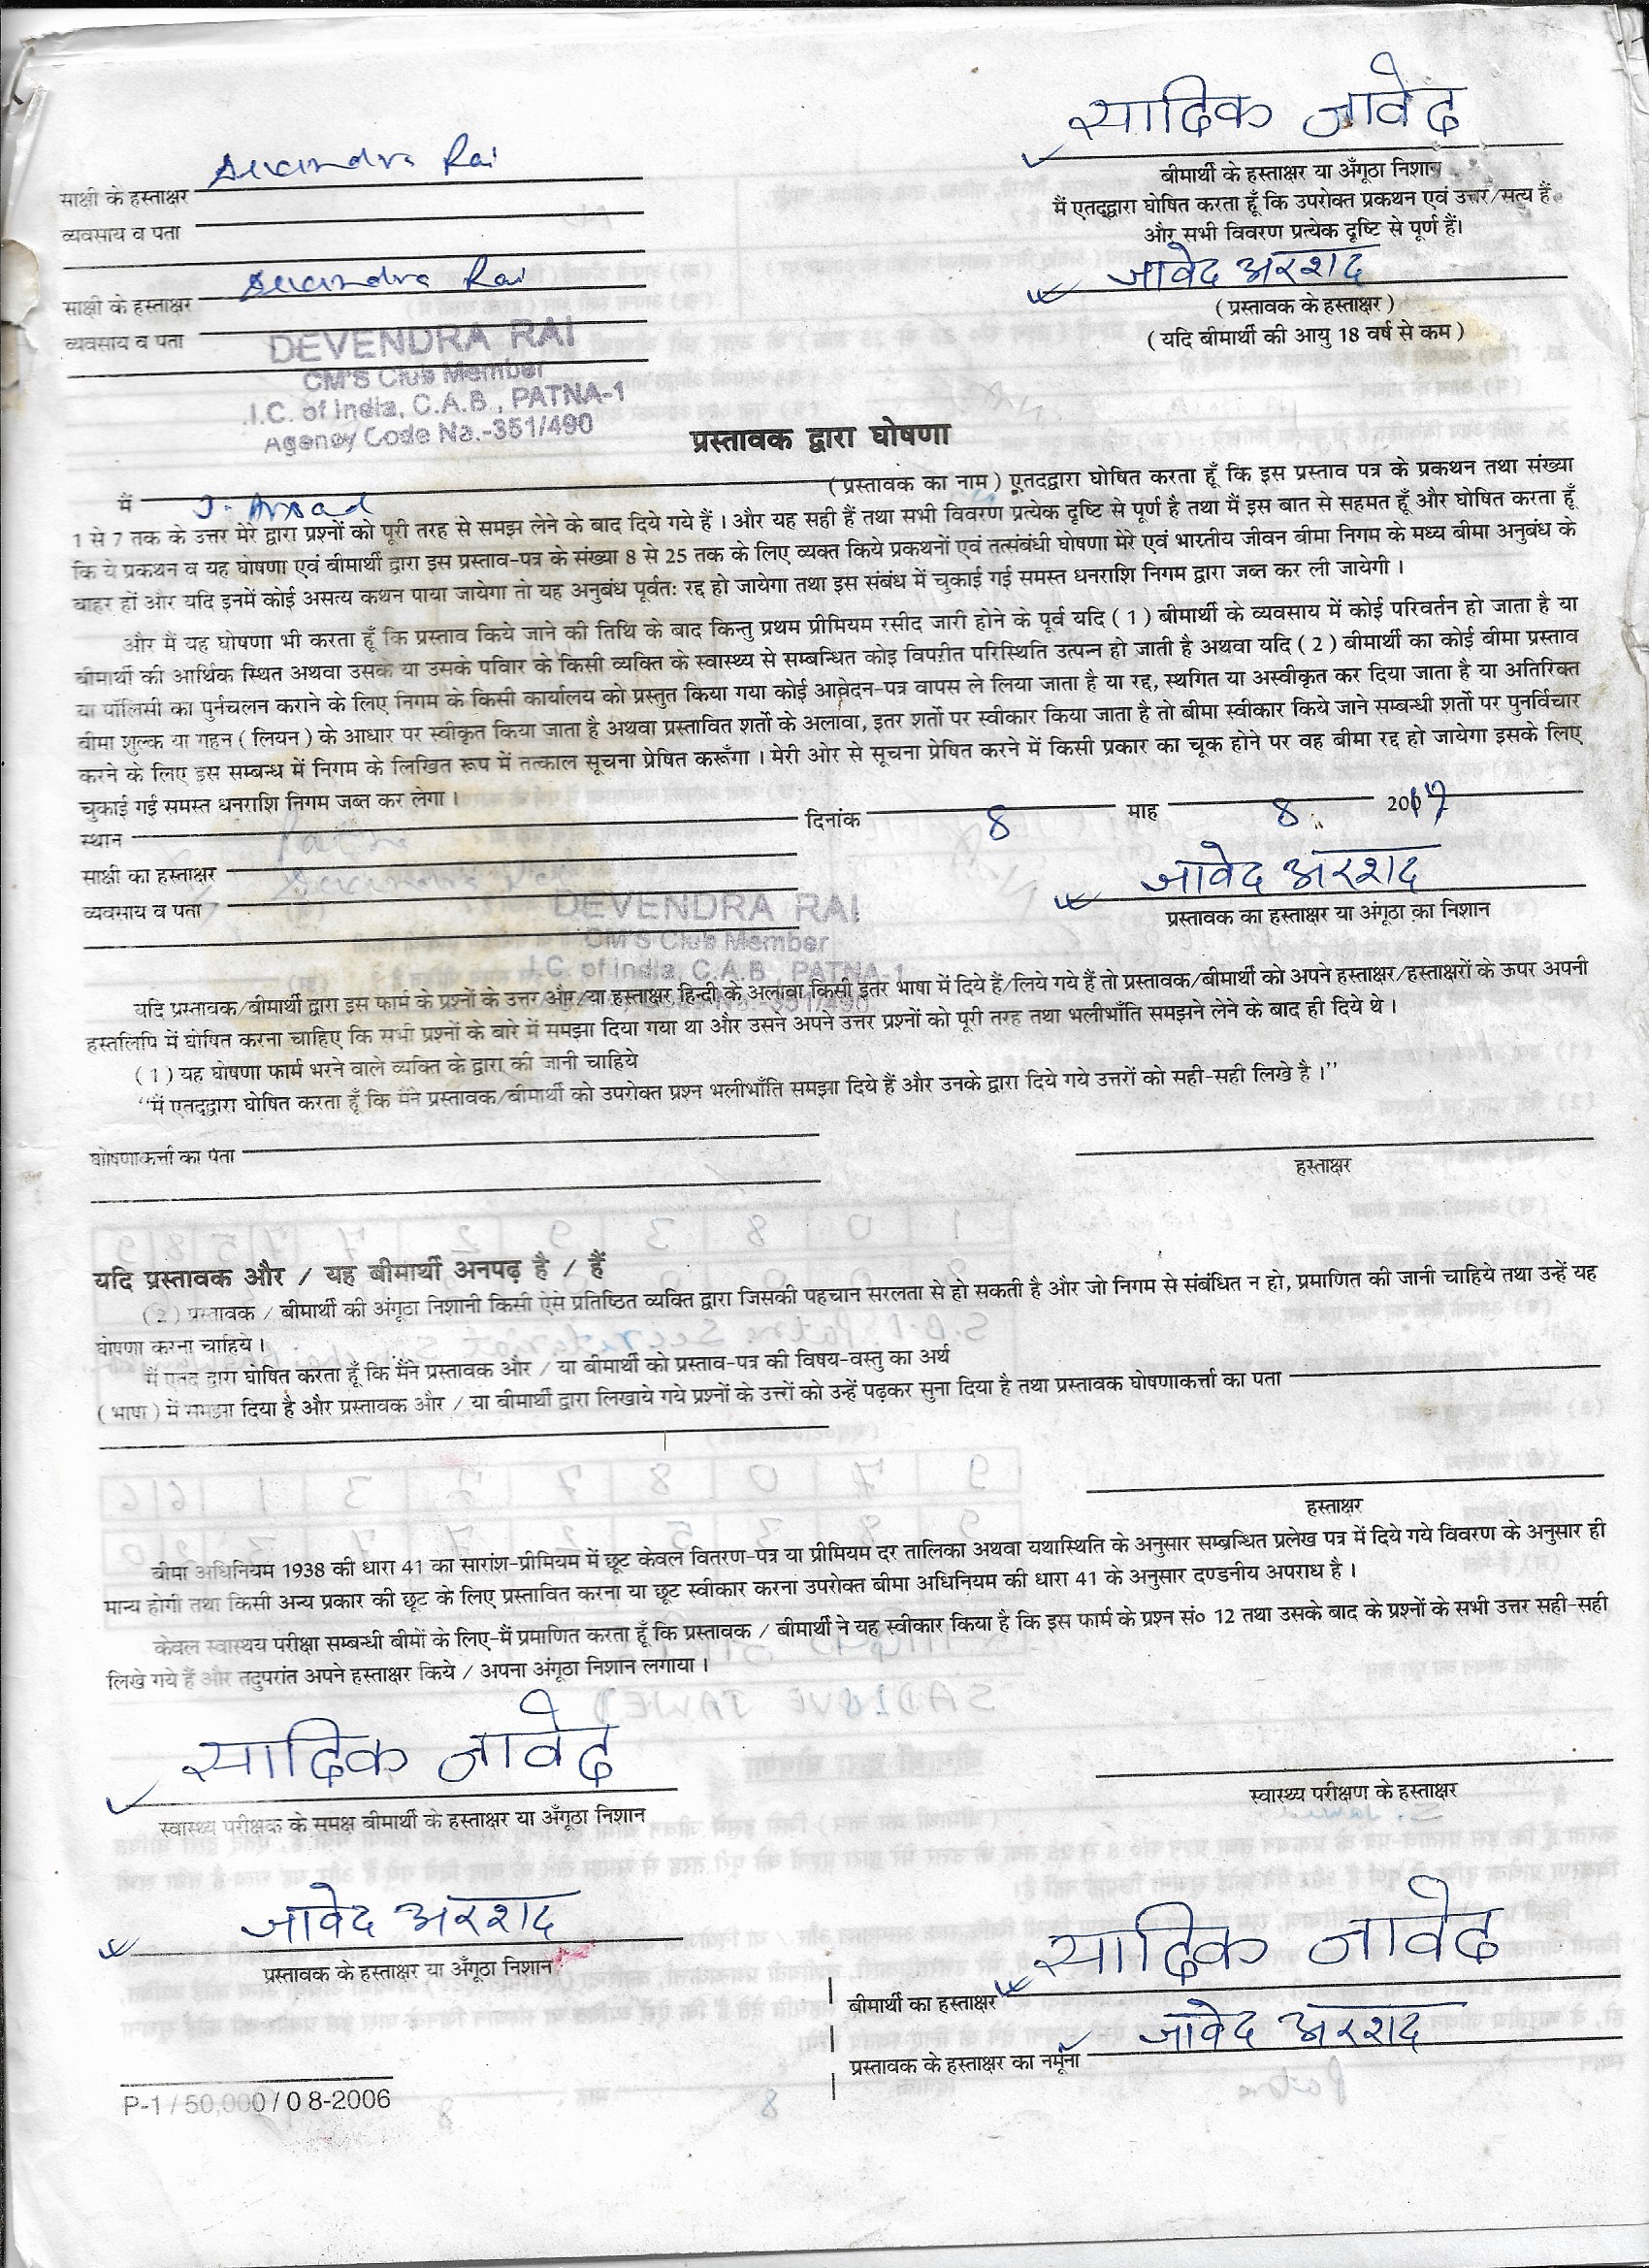 सादिक जावेद
Devendra Rai
साक्षी के हस्ताक्षर
बीमार्थी के हस्ताक्षर या अँगूठा निशान
मैं एतद्द्वारा घोषित करता हूँ कि उपरोक्त प्रकथन एवं उत्तर/सत्य हैं
और सभी विवरण प्रत्येक दृष्टि से पूर्ण हैं।
व्यवसाय व पता
Devendra Rai
साक्षी के हस्ताक्षर
जावेद अरशद
( प्रस्तावक के हस्ताक्षर )
( यदि बीमार्थी की आयु 18 वर्ष से कम )
व्यवसाय व पता
DEVENDRA RAI
CM'S Club Member
.I.C. of India, C.A.B., PATNA-1
Agency Code No.-351/490
प्रस्तावक द्वारा घोषणा
मैं J. Arsad ( प्रस्तावक का नाम ) एतदद्वारा घोषित करता हूँ कि इस प्रस्ताव पत्र के प्रकथन तथा संख्या
1 से 7 तक के उत्तर मेरे द्वारा प्रश्नों को पूरी तरह से समझ लेने के बाद दिये गये हैं। और यह सही हैं तथा सभी विवरण प्रत्येक दृष्टि से पूर्ण है तथा मैं इस बात से सहमत हूँ और घोषित करता हूँ
कि ये प्रकथन व यह घोषणा एवं बीमार्थी द्वारा इस प्रस्ताव-पत्र के संख्या 8 से 25 तक के लिए व्यक्त किये प्रकथनों एवं तत्संबंधी घोषणा मेरे एवं भारतीय जीवन बीमा निगम के मध्य बीमा अनुबंध के
बाहर हों और यदि इनमें कोई असत्य कथन पाया जायेगा तो यह अनुबंध पूर्वतः रद्द हो जायेगा तथा इस संबंध में चुकाई गई समस्त धनराशि निगम द्वारा जब्त कर ली जायेगी।
और मैं यह घोषणा भी करता हूँ कि प्रस्ताव किये जाने की तिथि के बाद किन्तु प्रथम प्रीमियम रसीद जारी होने के पूर्व यदि ( 1 ) बीमार्थी के व्यवसाय में कोई परिवर्तन हो जाता है या
बीमार्थी की आर्थिक स्थित अथवा उसके या उसके पविार के किसी व्यक्ति के स्वास्थ्य से सम्बन्धित कोइ विपरीत परिस्थिति उत्पन्न हो जाती है अथवा यदि ( 2 ) बीमार्थी का कोई बीमा प्रस्ताव
या पॉलिसी का पुर्नचलन कराने के लिए निगम के किसी कार्यालय को प्रस्तुत किया गया कोई आवेदन-पत्र वापस ले लिया जाता है या रद्द, स्थगित या अस्वीकृत कर दिया जाता है या अतिरिक्त
बीमा शुल्क या गहन ( लियन ) के आधार पर स्वीकृत किया जाता है अथवा प्रस्तावित शर्तो के अलावा, इतर शर्तो पर स्वीकार किया जाता है तो बीमा स्वीकार किये जाने सम्बन्धी शर्तो पर पुनर्विचार
करने के लिए इस सम्बन्ध में निगम के लिखित रूप में तत्काल सूचना प्रेषित करूँगा। मेरी ओर से सूचना प्रेषित करने में किसी प्रकार का चूक होने पर वह बीमा रद्द हो जायेगा इसके लिए
चुकाई गई समस्त धनराशि निगम जब्त कर लेगा।
स्थान दिनांक 8 माह 8 2017
साक्षी का हस्ताक्षर
जावेद अरशद
व्यवसाय व पता
प्रस्तावक का हस्ताक्षर या अंगूठा का निशान
DEVENDRA RAI
CM'S Club Member
.I.C. of India, C.A.B., PATNA-1
यदि प्रस्तावक/बीमार्थी द्वारा इस फार्म के प्रश्नों के उत्तर और/या हस्ताक्षर हिन्दी के अलावा किसी इतर भाषा में दिये हैं/लिये गये हैं तो प्रस्तावक/बीमार्थी को अपने हस्ताक्षर/हस्ताक्षरों के ऊपर अपनी
351/490
हस्तलिपि में घोषित करना चाहिए कि सभी प्रश्नों के बारे में समझा दिया गया था और उसने अपने उत्तर प्रश्नों को पूरी तरह तथा भलीभाँति समझने लेने के बाद ही दिये थे।
( 1 ) यह घोषणा फार्म भरने वाले व्यक्ति के द्वारा की जानी चाहिये
"मैं एतदद्वारा घोषित करता हूँ कि मैंने प्रस्तावक/बीमार्थी को उपरोक्त प्रश्न भलीभाँति समझा दिये हैं और उनके द्वारा दिये गये उत्तरों को सही-सही लिखे है।"
घोषणाकर्त्ता का पता
हस्ताक्षर
यदि प्रस्तावक और / यह बीमार्थी अनपढ़ है / हैं
( 2 ) प्रस्तावक / बीमार्थी की अंगूठा निशानी किसी ऐसे प्रतिष्ठित व्यक्ति द्वारा जिसकी पहचान सरलता से हो सकती है और जो निगम से संबंधित न हो, प्रमाणित की जानी चाहिये तथा उन्हें यह
घोषणा करना चाहिये।
मैं एतद द्वारा घोषित करता हूँ कि मैंने प्रस्तावक और / या बीमार्थी को प्रस्ताव-पत्र की विषय-वस्तु का अर्थ
( भाषा ) में समझा दिया है और प्रस्तावक और / या बीमार्थी द्वारा लिखाये गये प्रश्नों के उत्त्तरों को उन्हें पढ़कर सुना दिया है तथा प्रस्तावक घोषणाकर्त्ता का पता
हस्ताक्षर
बीमा अधिनियम 1938 की धारा 41 का सारांश-प्रीमियम में छूट केवल वितरण-पत्र या प्रीमियम दर तालिका अथवा यथास्थिति के अनुसार सम्बन्धित प्रलेख पत्र में दिये गये विवरण के अनुसार ही
मान्य होगी तथा किसी अन्य प्रकार की छूट के लिए प्रस्तावित करना या छूट स्वीकार करना उपरोक्त बीमा अधिनियम की धारा 41 के अनुसार दण्डनीय अपराध है।
केवल स्वास्थय परीक्षा सम्बन्धी बीमों के लिए-मैं प्रमाणित करता हूँ कि प्रस्तावक / बीमार्थी ने यह स्वीकार किया है कि इस फार्म के प्रश्न सं० 12 तथा उसके बाद के प्रश्नों के सभी उत्तर सही-सही
लिखे गये हैं और तदुपरांत अपने हस्ताक्षर किये / अपना अंगूठा निशान लगाया।
सादिक जावेद
स्वास्थ्य परीक्षक के समक्ष बीमार्थी के हस्ताक्षर या अँगूठा निशान
स्वास्थ्य परीक्षण के हस्ताक्षर
जावेद अरशद
प्रस्तावक के हस्ताक्षर या अँगूठा निशान
सादिक जावेद
बीमार्थी का हस्ताक्षर
जावेद अरशद
प्रस्तावक के हस्ताक्षर का नमूना
P-1 / 50,000 / 0 8-2006